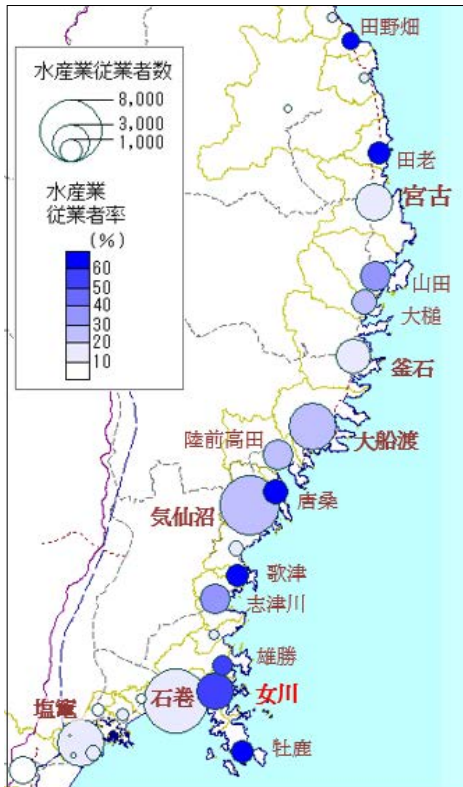 水産業従業者数
8,000
3,000
1,000
水産業
従業者率
(%)
60
50
40
30
20
10
田野畑
田老
宮古
山田
大槌
釜石
大船渡
陸前高田
唐桑
気仙沼
歌津
志津川
雄勝
石巻
女川
塩竈
牡鹿